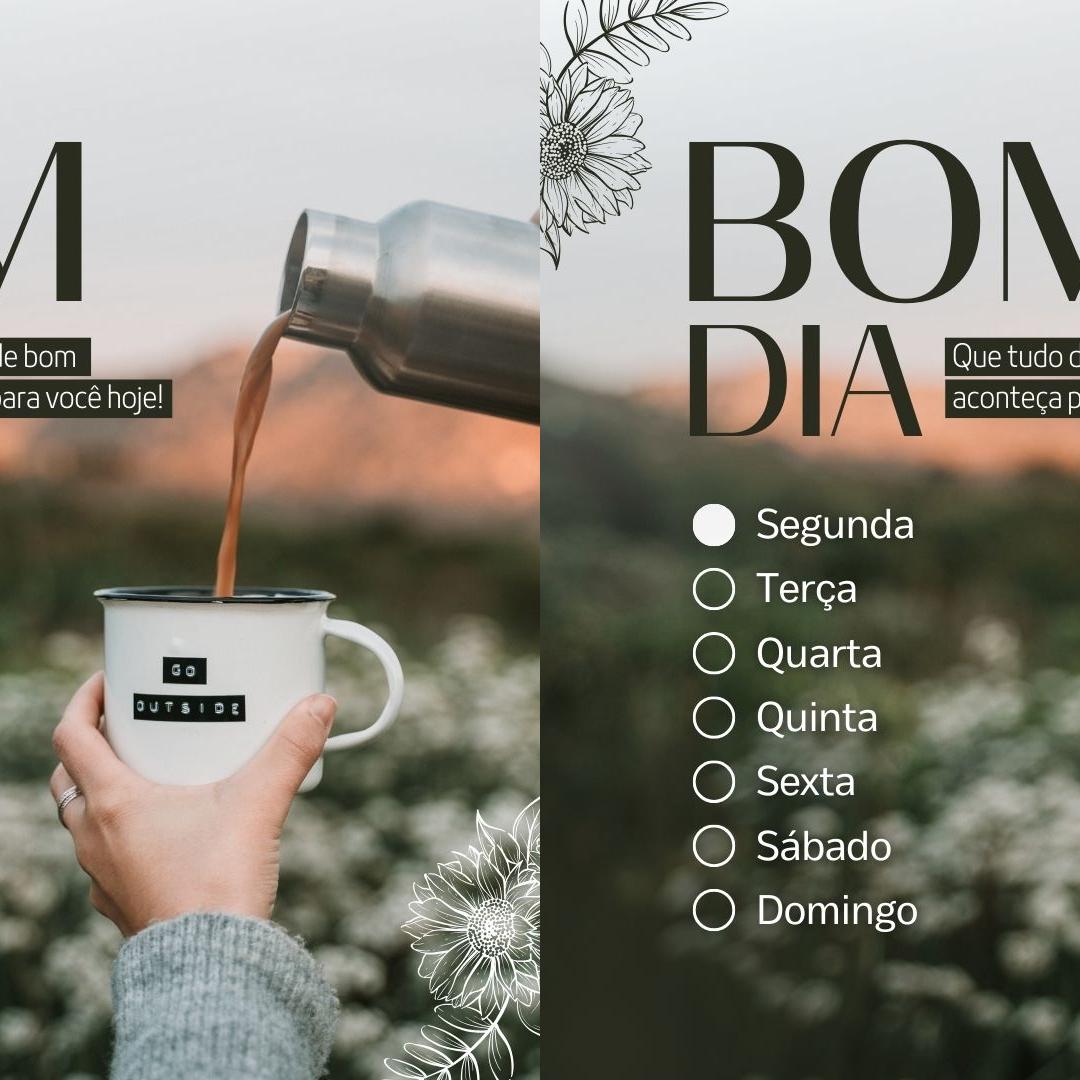 M
de bom
para você hoje!
GO
OUTSIDE
BOM
DIA
Que tudo d
aconteça p
Segunda
Terça
Quarta
Quinta
Sexta
Sábado
Domingo